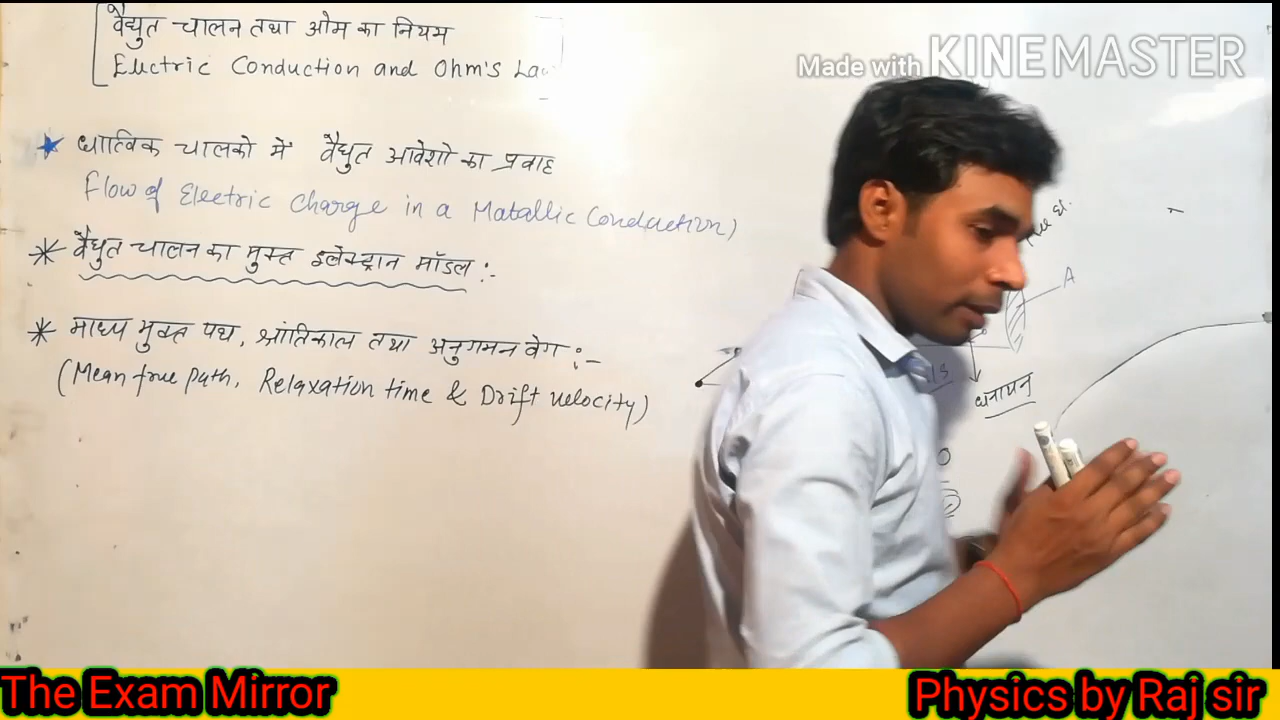 वैद्युत चालन तथा ओम का नियम
Electric Conduction and Ohm's Law
Made with KINEMASTER
धात्विक चालको में वैद्युत आवेशो का प्रवाह
Flow of Electric Charge in a Matallic Conduction)
वैद्युत चालन का मुक्त इलेक्ट्रान मॉडल :-
A
माध्य मुक्त पथ, श्रांतिकाल तथा अनुगमन वेग :-
(Mean free path, Relaxation time & Drift velocity)
धनायन
The Exam Mirror
Physics by Raj sir